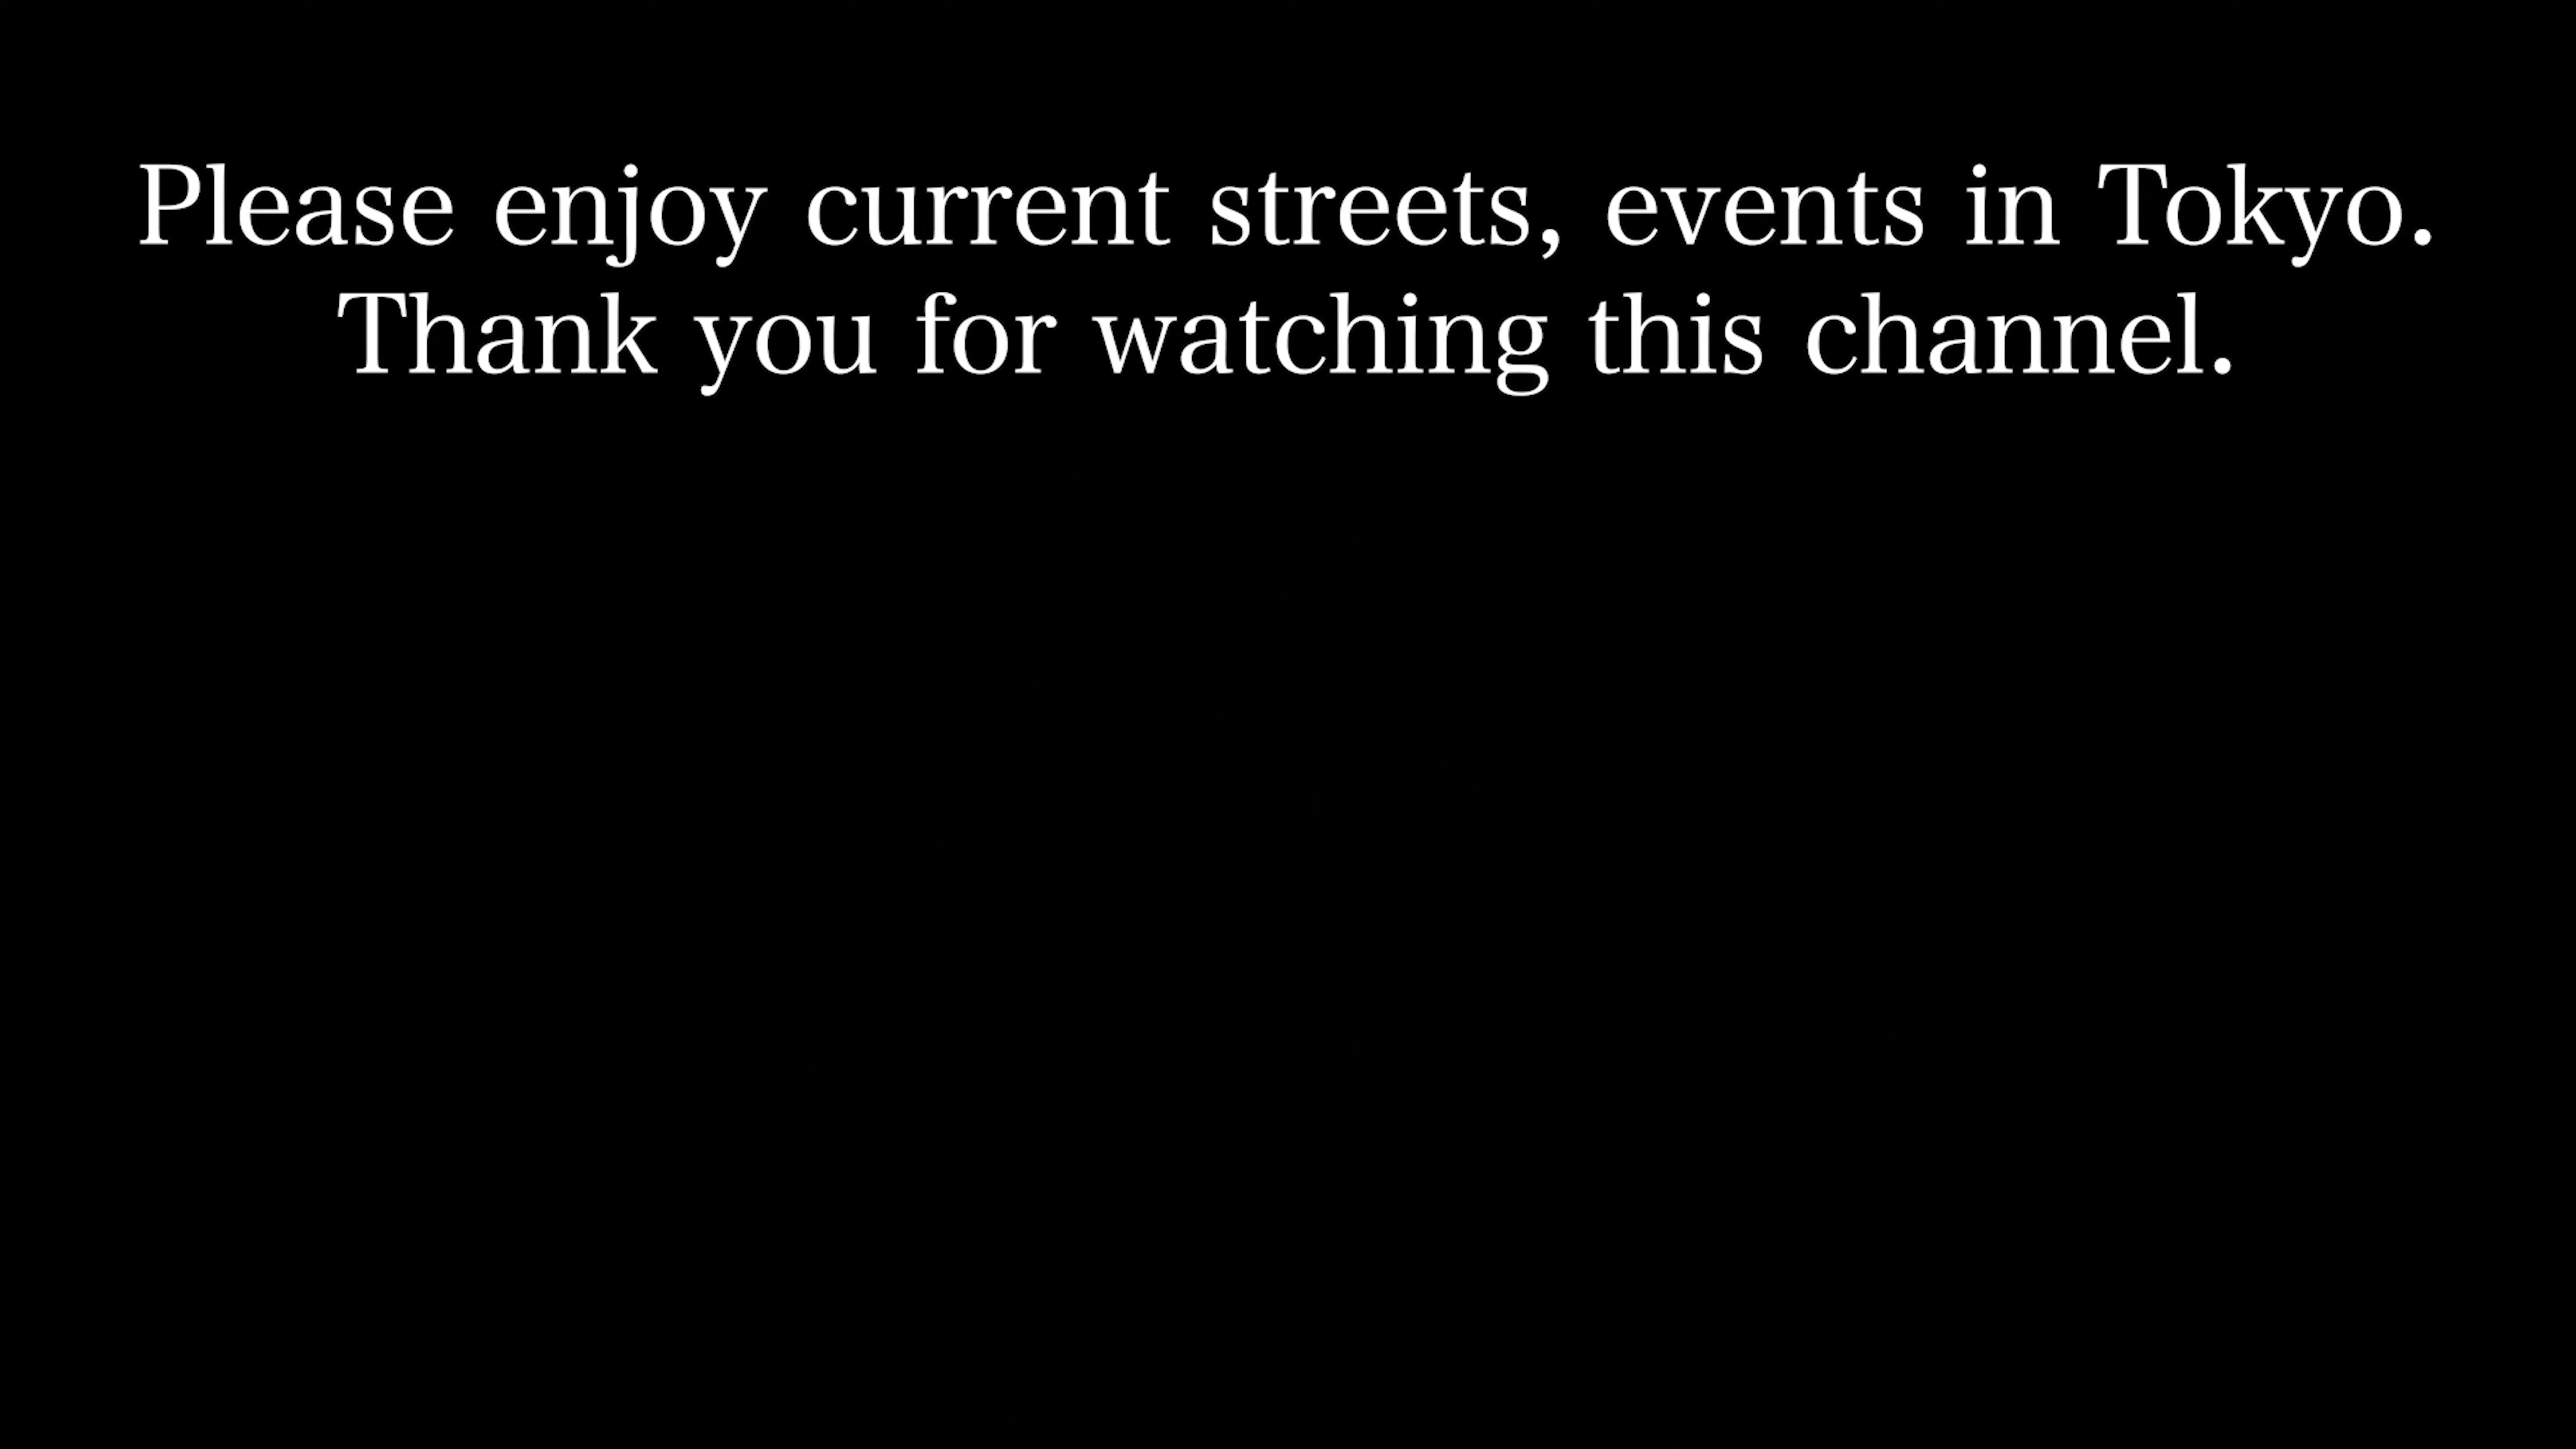 Please enjoy current streets, events in Tokyo.
Thank you for watching this channel.